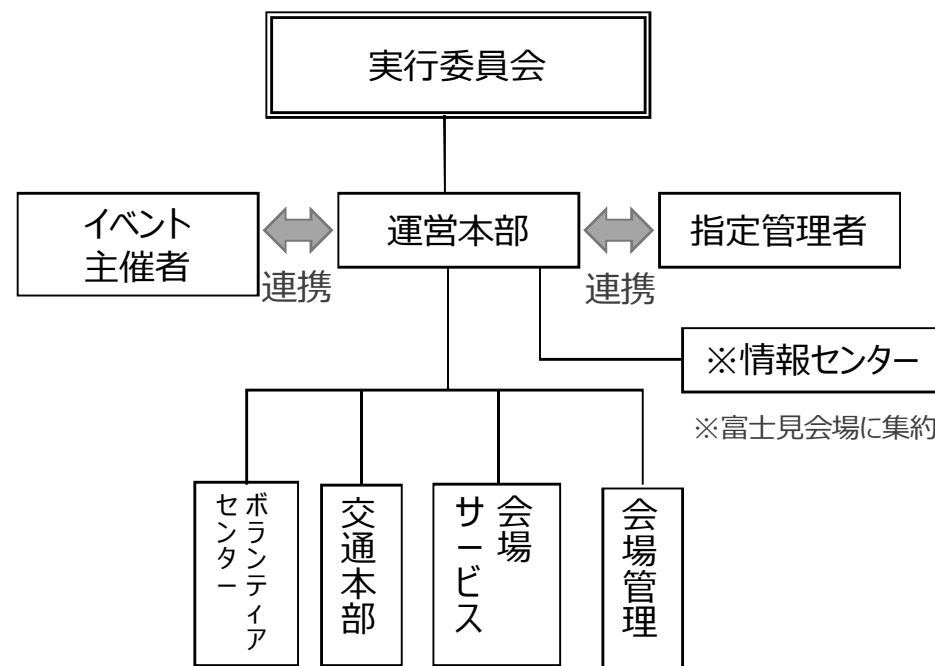 実行委員会
イベント
主催者
運営本部
指定管理者
連携
連携
※情報センター
※富士見会場に集約
ボランティア
センター
交通本部
会場
サービス
会場管理